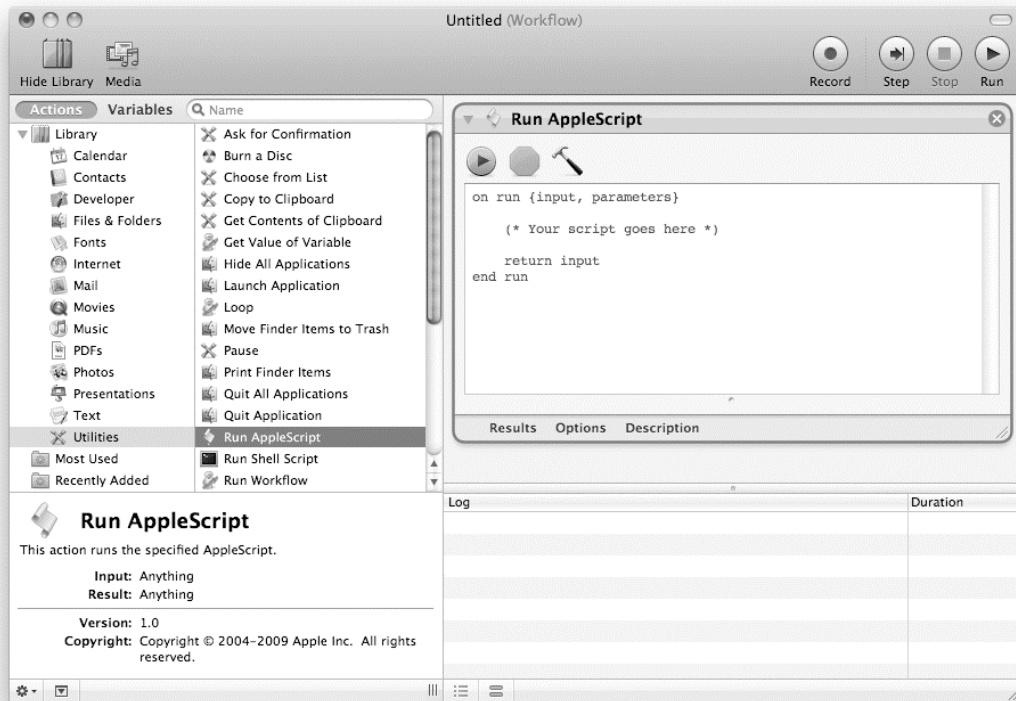 Untitled (Workflow)
Hide Library Media Record Step Stop Run
Actions Variables Name
Library
Calendar
Contacts
Developer
Files & Folders
Fonts
Internet
Mail
Movies
Music
PDFs
Photos
Presentations
Text
Utilities
Most Used
Recently Added
Ask for Confirmation
Burn a Disc
Choose from List
Copy to Clipboard
Get Contents of Clipboard
Get Value of Variable
Hide All Applications
Launch Application
Loop
Move Finder Items to Trash
Pause
Print Finder Items
Quit All Applications
Quit Application
Run AppleScript
Run Shell Script
Run Workflow
Run AppleScript
This action runs the specified AppleScript.
Input: Anything
Result: Anything
Version: 1.0
Copyright: Copyright © 2004-2009 Apple Inc. All rights
reserved.
Run AppleScript
on run {input, parameters}
(* Your script goes here *)
return input
end run
Results Options Description
Log Duration